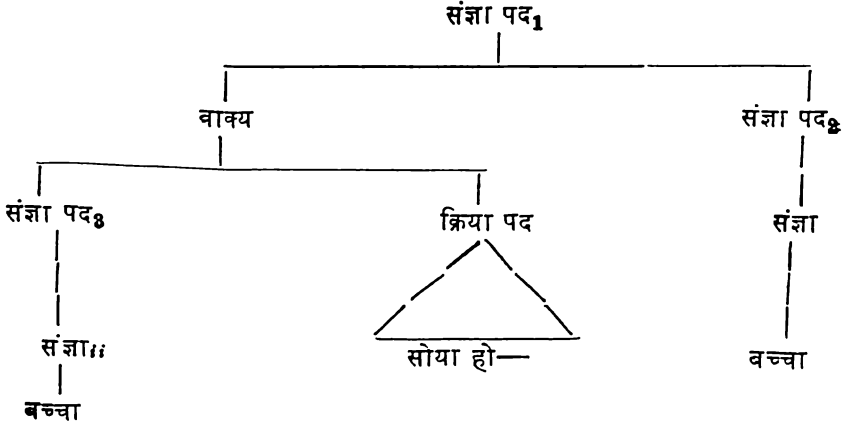 संज्ञा पद1
वाक्य संज्ञा पद2
संज्ञा पद3 क्रिया पद संज्ञा
संज्ञाii सोया हो— बच्चा
बच्चा